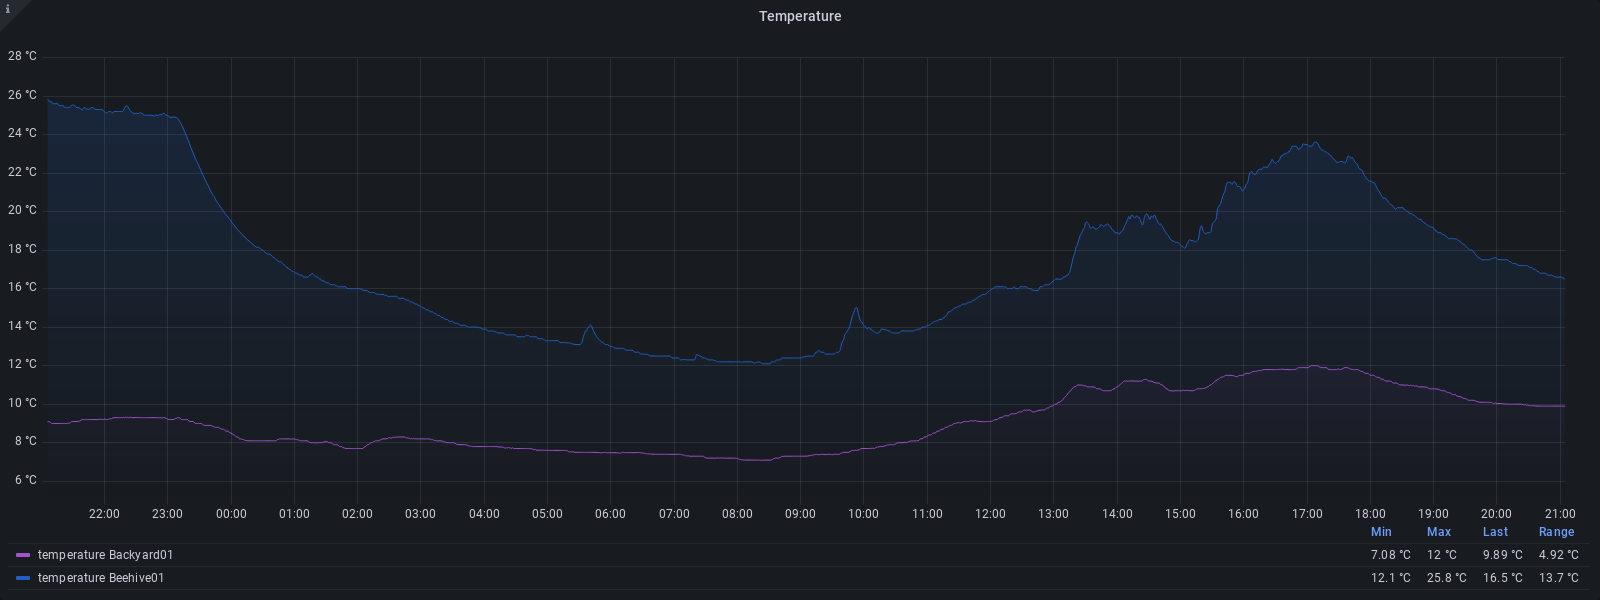 i
Temperature
28 °C
26 °C
24 °C
22 °C
20 °C
18 °C
16 °C
14 °C
12 °C
10 °C
8 °C
6 °C
22:00 23:00 00:00 01:00 02:00 03:00 04:00 05:00 06:00 07:00 08:00 09:00 10:00 11:00 12:00 13:00 14:00 15:00 16:00 17:00 18:00 19:00 20:00 21:00
Min Max Last Range
temperature Backyard01 7.08 °C 12 °C 9.89 °C 4.92 °C
temperature Beehive01 12.1 °C 25.8 °C 16.5 °C 13.7 °C